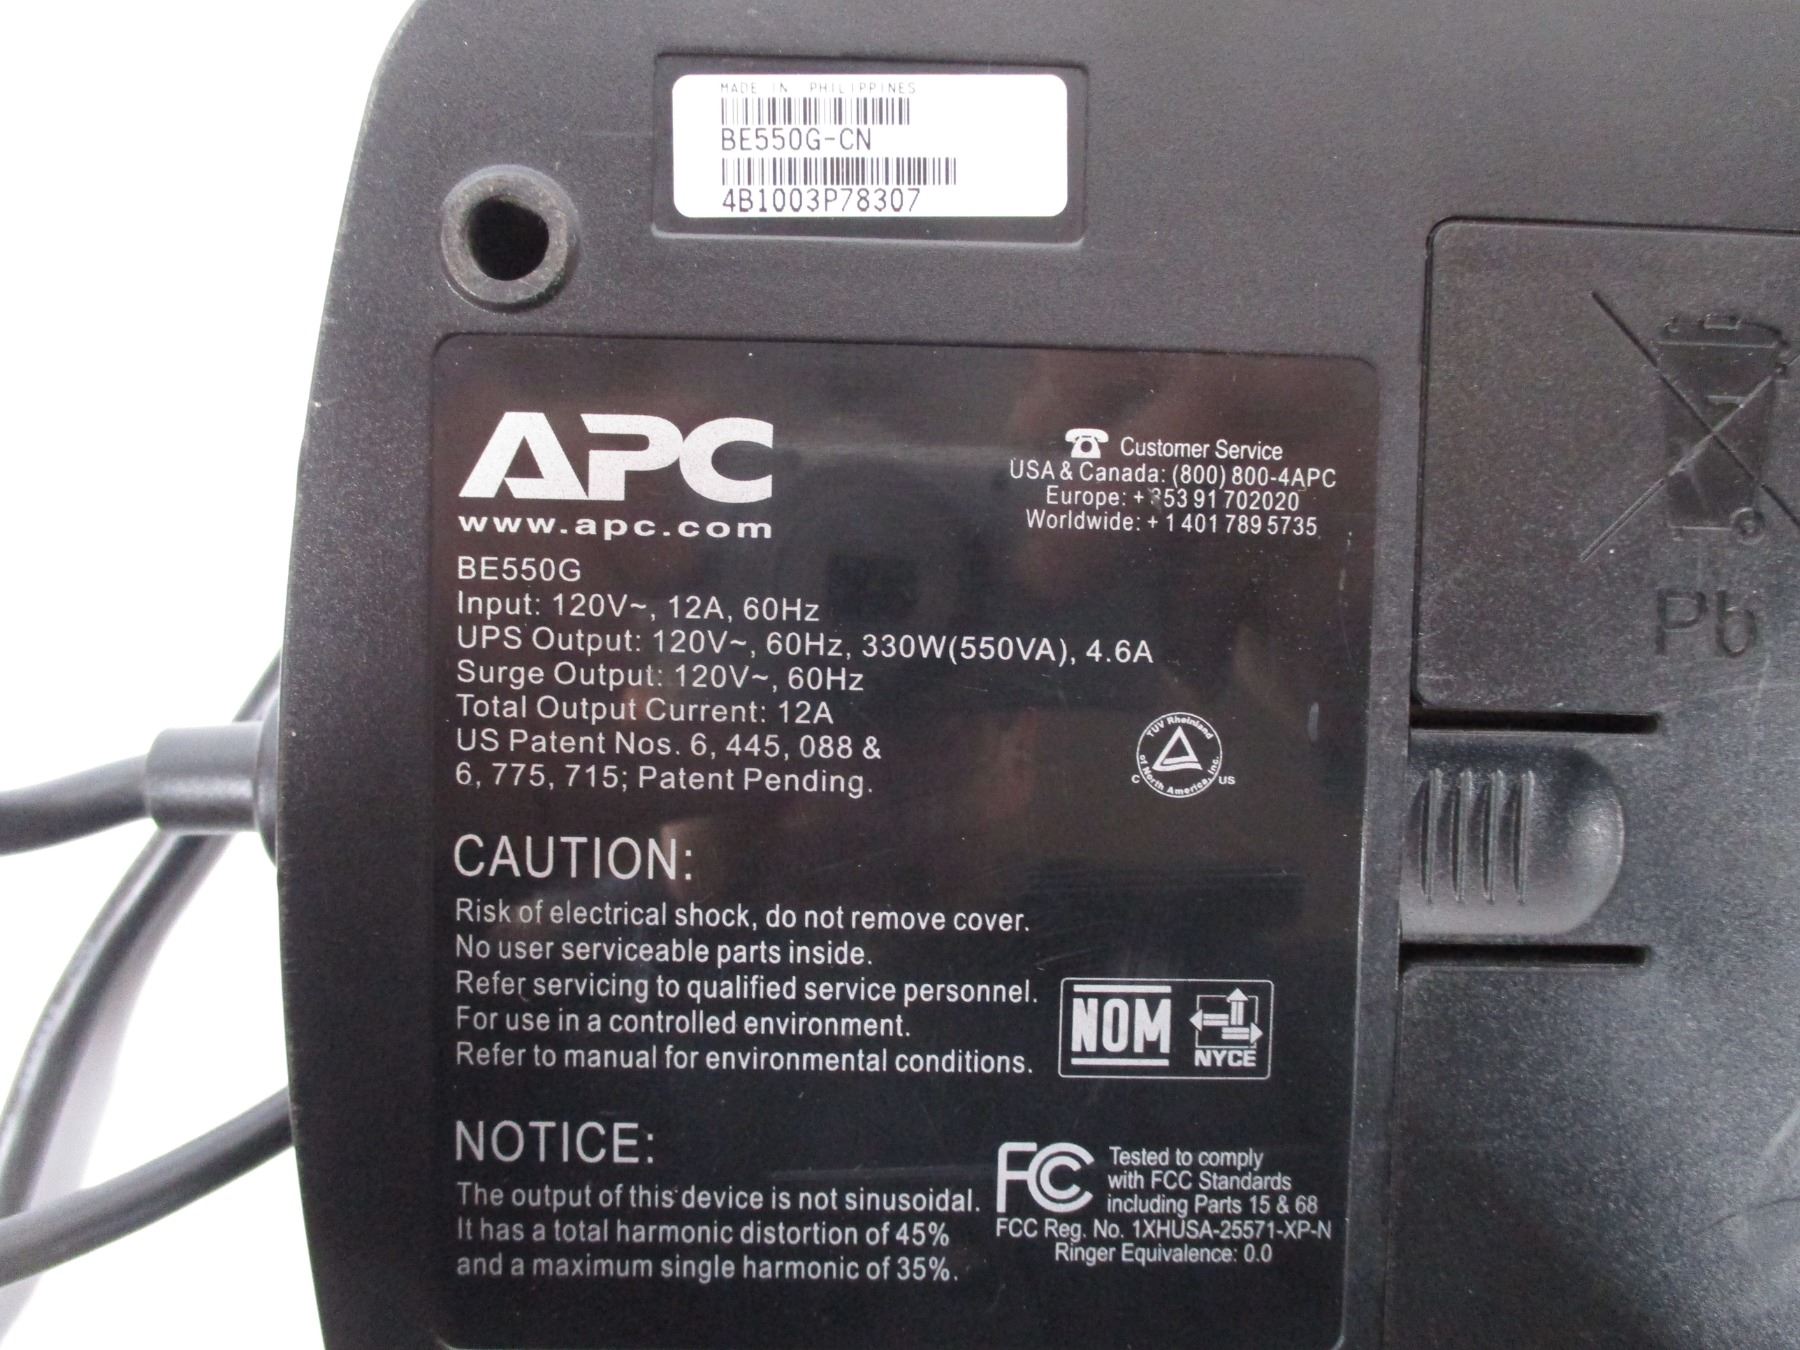 MADE IN PHILIPPINES
BE550G-CN
4B1003P78307
APC
www.apc.com
Customer Service
USA & Canada: (800) 800-4APC
Europe: +353 91 702020
Worldwide: + 1 401 789 5735
BE550G
Input: 120V~, 12A, 60Hz
UPS Output: 120V~, 60Hz, 330W(550VA), 4.6A
Surge Output: 120V~, 60Hz
Total Output Current: 12A
US Patent Nos. 6, 445, 088 &
6, 775, 715; Patent Pending.
TUV Rheinland
of North America, Inc.
C US
CAUTION:
Risk of electrical shock, do not remove cover.
No user serviceable parts inside.
Refer servicing to qualified service personnel.
For use in a controlled environment.
Refer to manual for environmental conditions.
NOM
NYCE
NOTICE:
The output of this device is not sinusoidal.
It has a total harmonic distortion of 45%
and a maximum single harmonic of 35%.
FC
Tested to comply
with FCC Standards
including Parts 15 & 68
FCC Reg. No. 1XHUSA-25571-XP-N
Ringer Equivalence: 0.0
Pb